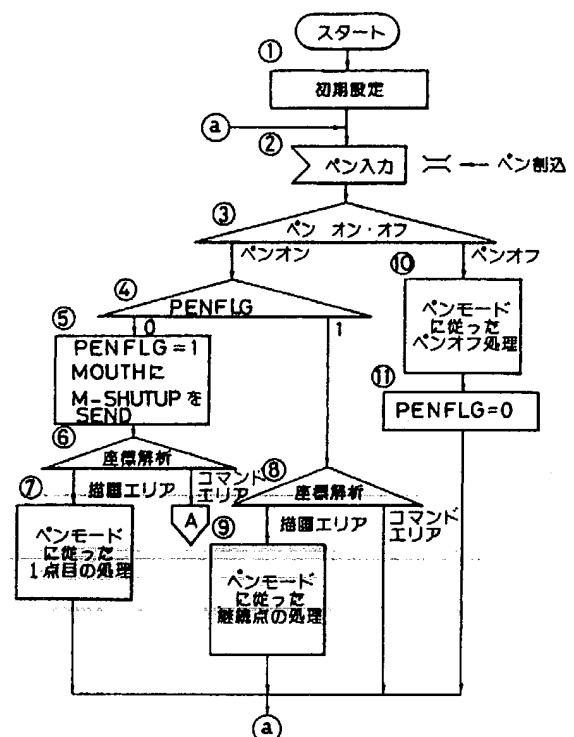 スタート
①
初期設定
ⓐ
②
ペン入力
ペン割込
③
ペン オン・オフ
ペンオン
ペンオフ
④
PENFLG
0
1
⑩
ペンモード
に従った
ペンオフ処理
⑤
PENFLG=1
MOUTHに
M-SHUTUPを
SEND
⑪
PENFLG=0
⑥
座標解析
描画エリア
コマンド
エリア
⑦
ペンモード
に従った
1点目の処理
A
⑧
座標解析
描画エリア
コマンド
エリア
⑨
ペンモード
に従った
継続点の処理
ⓐ